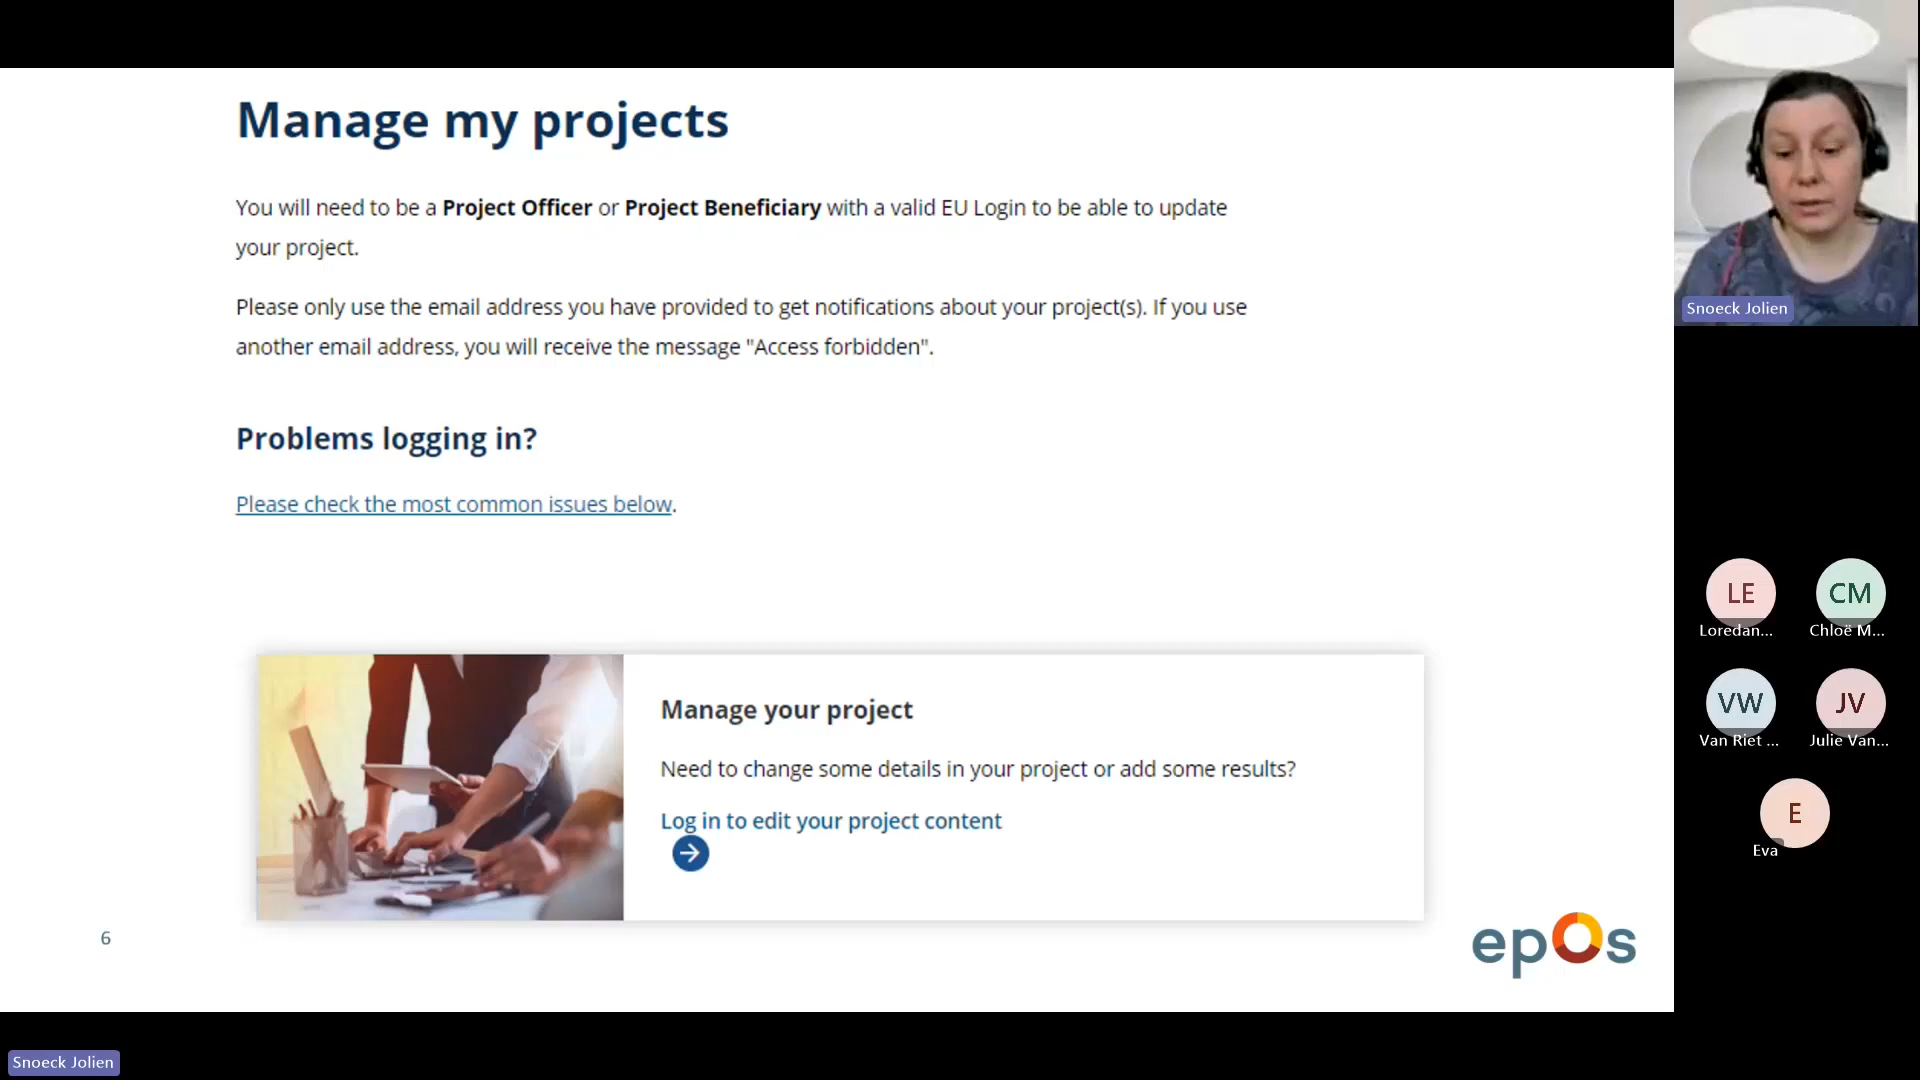 Manage my projects
You will need to be a Project Officer or Project Beneficiary with a valid EU Login to be able to update
your project.
Please only use the email address you have provided to get notifications about your project(s). If you use
another email address, you will receive the message "Access forbidden".
Problems logging in?
Please check the most common issues below.
Manage your project
Need to change some details in your project or add some results?
Log in to edit your project content
6
epos
Snoeck Jolien
LE
Loredan...
CM
Chloë M...
VW
Van Riet ...
JV
Julie Van...
E
Eva
Snoeck Jolien